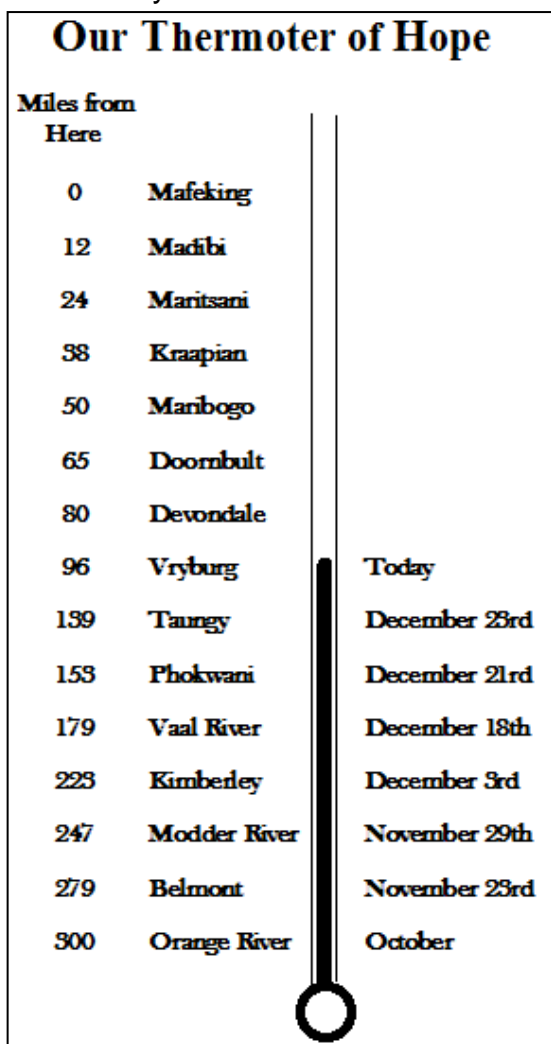 Our Thermoter of Hope
Miles from
Here
0 Mafeking
12 Madibi
24 Maritsani
38 Kraapian
50 Maribogo
65 Doornbult
80 Devondale
96 Vryburg Today
139 Taungy December 23rd
153 Phokwani December 21rd
179 Vaal River December 18th
223 Kimberley December 3rd
247 Modder River November 29th
279 Belmont November 23rd
300 Orange River October